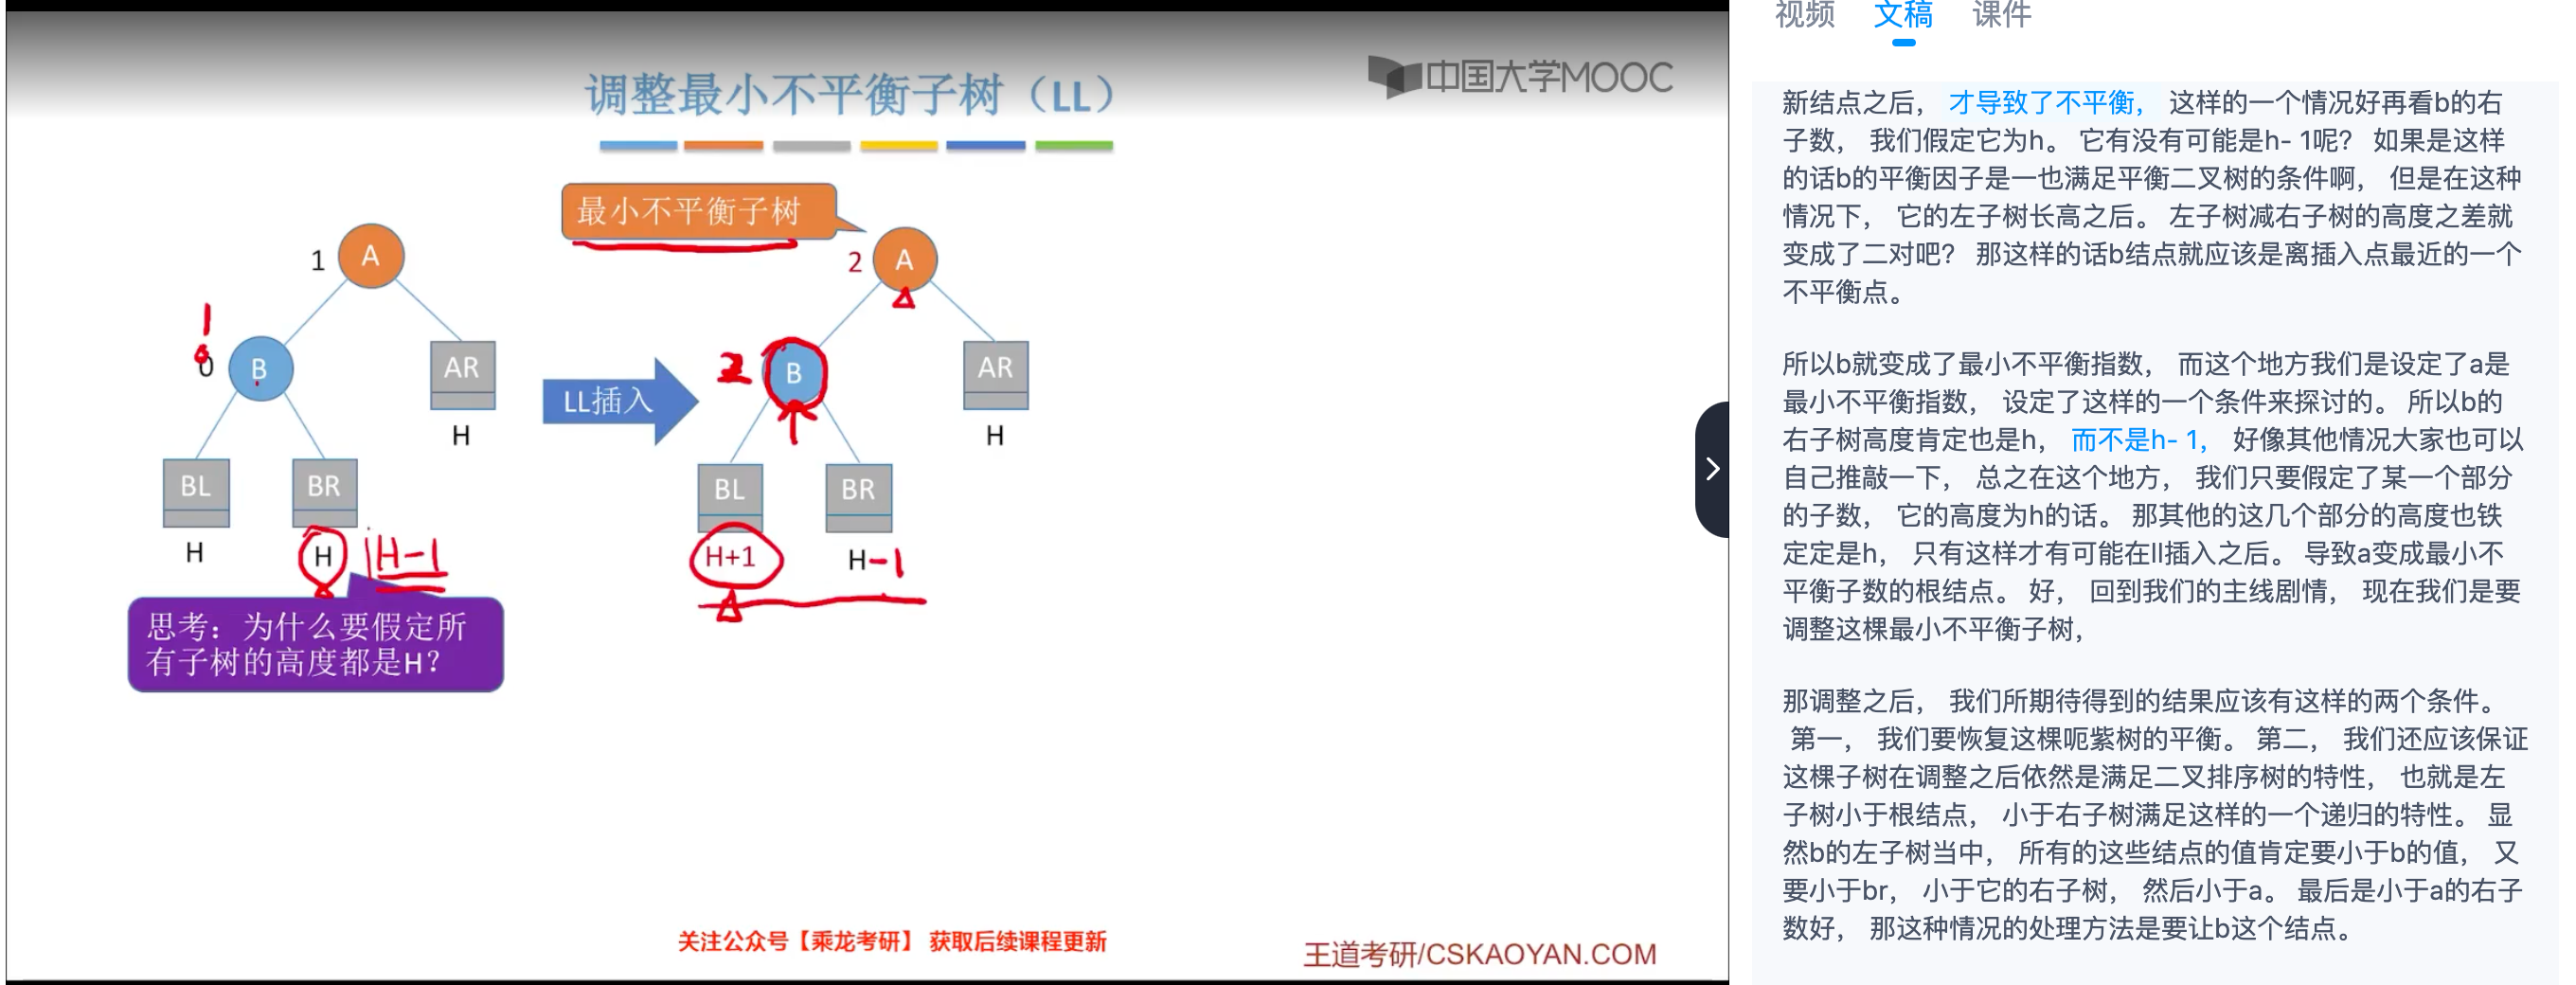 调整最小不平衡子树（LL）
中国大学MOOC
最小不平衡子树
1
A
1
0
B
AR
H
BL
BR
H
H
H-1
思考：为什么要假定所
有子树的高度都是H？
LL插入
2
A
2
B
AR
H
BL
BR
H+1
H-1
关注公众号【乘龙考研】 获取后续课程更新
王道考研/CSKAOYAN.COM
视频 文稿 课件
新结点之后， 才导致了不平衡， 这样的一个情况好再看b的右
子数， 我们假定它为h。 它有没有可能是h- 1呢？ 如果是这样
的话b的平衡因子是一也满足平衡二叉树的条件啊， 但是在这种
情况下， 它的左子树长高之后。 左子树减右子树的高度之差就
变成了二对吧？ 那这样的话b结点就应该是离插入点最近的一个
不平衡点。
所以b就变成了最小不平衡指数， 而这个地方我们是设定了a是
最小不平衡指数， 设定了这样的一个条件来探讨的。 所以b的
右子树高度肯定也是h， 而不是h- 1， 好像其他情况大家也可以
自己推敲一下， 总之在这个地方， 我们只要假定了某一个部分
的子数， 它的高度为h的话。 那其他的这几个部分的高度也铁
定定是h， 只有这样才有可能在ll插入之后。 导致a变成最小不
平衡子数的根结点。 好， 回到我们的主线剧情， 现在我们是要
调整这棵最小不平衡子树，
那调整之后， 我们所期待得到的结果应该有这样的两个条件。
第一， 我们要恢复这棵呃紫树的平衡。 第二， 我们还应该保证
这棵子树在调整之后依然是满足二叉排序树的特性， 也就是左
子树小于根结点， 小于右子树满足这样的一个递归的特性。 显
然b的左子树当中， 所有的这些结点的值肯定要小于b的值， 又
要小于br， 小于它的右子树， 然后小于a。 最后是小于a的右子
数好， 那这种情况的处理方法是要让b这个结点。